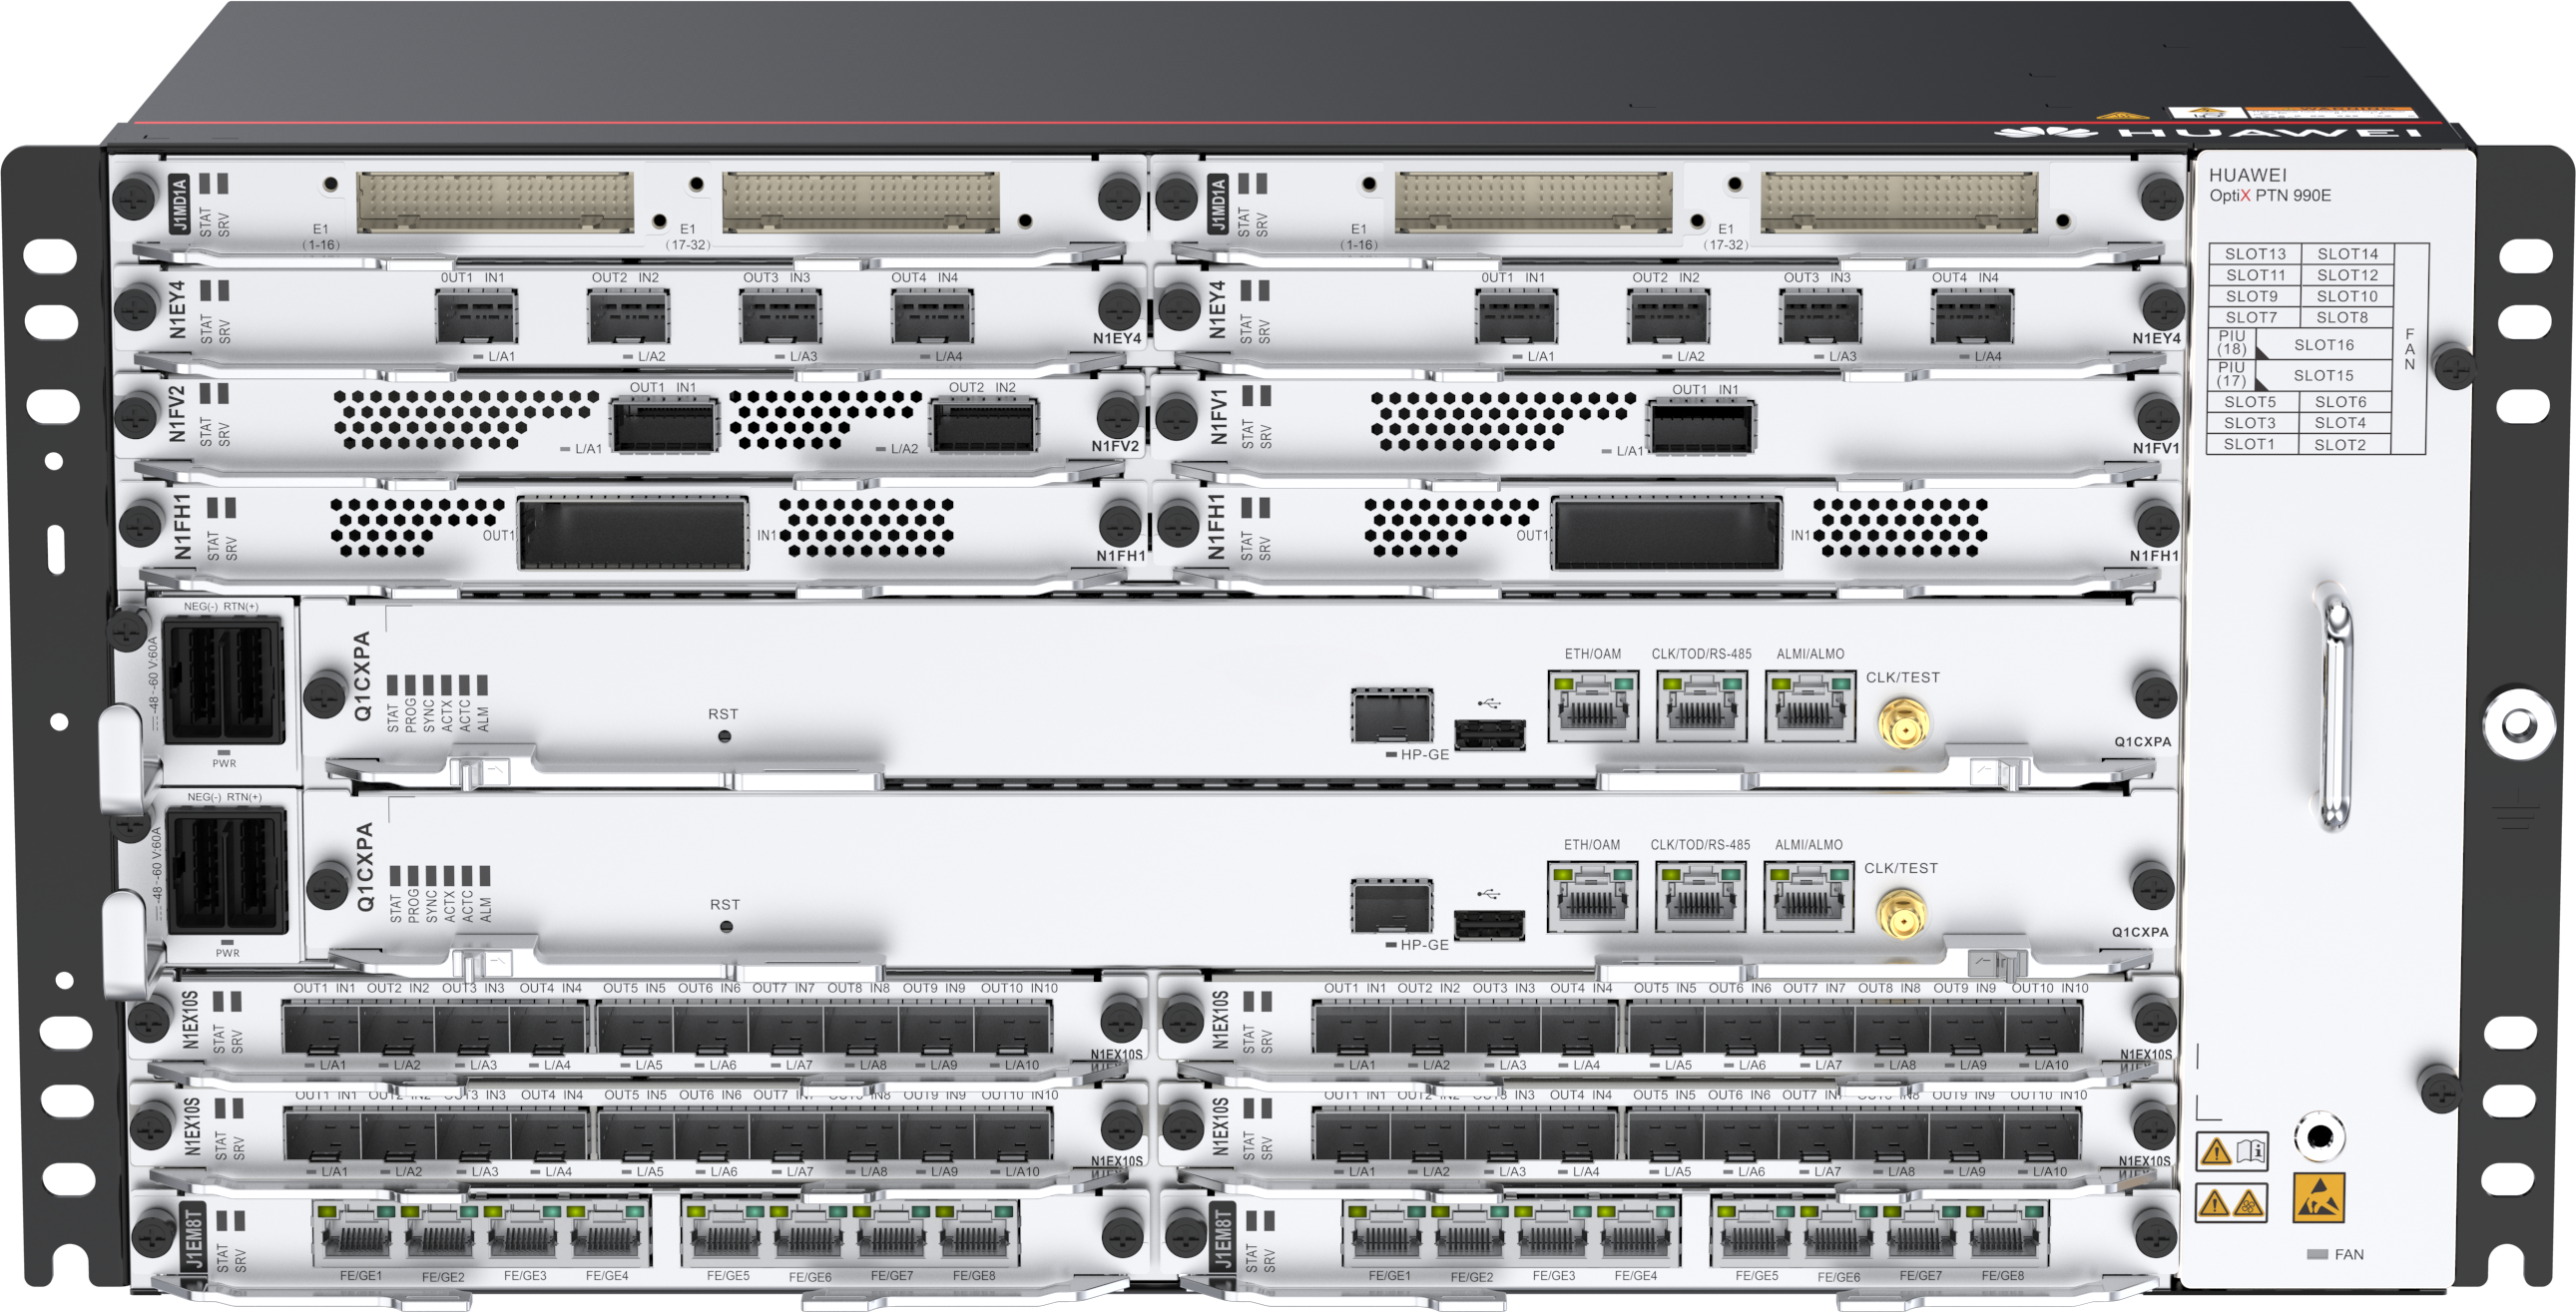 HUAWEI
HUAWEI
OptiX PTN 990E
SLOT13 SLOT14
SLOT11 SLOT12
SLOT9 SLOT10
SLOT7 SLOT8
PIU (18) SLOT16
PIU (17) SLOT15
SLOT5 SLOT6
SLOT3 SLOT4
SLOT1 SLOT2
FAN
J1MD1A STAT SRV
E1 (1-16)
E1 (17-32)
J1MD1A STAT SRV
E1 (1-16)
E1 (17-32)
N1EY4 STAT SRV
OUT1 IN1 OUT2 IN2 OUT3 IN3 OUT4 IN4
L/A1 L/A2 L/A3 L/A4
N1EY4
N1EY4 STAT SRV
OUT1 IN1 OUT2 IN2 OUT3 IN3 OUT4 IN4
L/A1 L/A2 L/A3 L/A4
N1EY4
N1FV2 STAT SRV
OUT1 IN1 OUT2 IN2
L/A1 L/A2
N1FV2
N1FV1 STAT SRV
OUT1 IN1
L/A1
N1FV1
N1FH1 STAT SRV
OUT1 IN1
N1FH1
N1FH1 STAT SRV
OUT1 IN1
N1FH1
NEG(-) RTN(+)
-48--60 V:60A
PWR
Q1CXPA
STAT PROG SYNC ACTX ACTC ALM
RST
HP-GE
ETH/OAM CLK/TOD/RS-485 ALMI/ALMO
CLK/TEST
Q1CXPA
NEG(-) RTN(+)
-48--60 V:60A
PWR
Q1CXPA
STAT PROG SYNC ACTX ACTC ALM
RST
HP-GE
ETH/OAM CLK/TOD/RS-485 ALMI/ALMO
CLK/TEST
Q1CXPA
N1EX10S STAT SRV
OUT1 IN1 OUT2 IN2 OUT3 IN3 OUT4 IN4 OUT5 IN5 OUT6 IN6 OUT7 IN7 OUT8 IN8 OUT9 IN9 OUT10 IN10
L/A1 L/A2 L/A3 L/A4 L/A5 L/A6 L/A7 L/A8 L/A9 L/A10
N1EX10S
N1EX10S STAT SRV
OUT1 IN1 OUT2 IN2 OUT3 IN3 OUT4 IN4 OUT5 IN5 OUT6 IN6 OUT7 IN7 OUT8 IN8 OUT9 IN9 OUT10 IN10
L/A1 L/A2 L/A3 L/A4 L/A5 L/A6 L/A7 L/A8 L/A9 L/A10
N1EX10S
N1EX10S STAT SRV
OUT1 IN1 OUT2 IN2 OUT3 IN3 OUT4 IN4 OUT5 IN5 OUT6 IN6 OUT7 IN8 OUT9 IN9 OUT10 IN10
L/A1 L/A2 L/A3 L/A4 L/A5 L/A6 L/A7 L/A8 L/A9 L/A10
N1EX10S
N1EX10S STAT SRV
OUT1 IN1 OUT2 IN3 OUT4 IN4 OUT5 IN5 OUT6 IN6 OUT7 OUT9 IN9 OUT10 IN10
L/A1 L/A2 L/A3 L/A4 L/A5 L/A6 L/A7 L/A8 L/A9 L/A10
N1EX10S
J1EM8T STAT SRV
FE/GE1 FE/GE2 FE/GE3 FE/GE4 FE/GE5 FE/GE6 FE/GE7 FE/GE8
J1EM8T STAT SRV
FE/GE1 FE/GE2 FE/GE3 FE/GE4 FE/GE5 FE/GE6 FE/GE7 FE/GE8
FAN